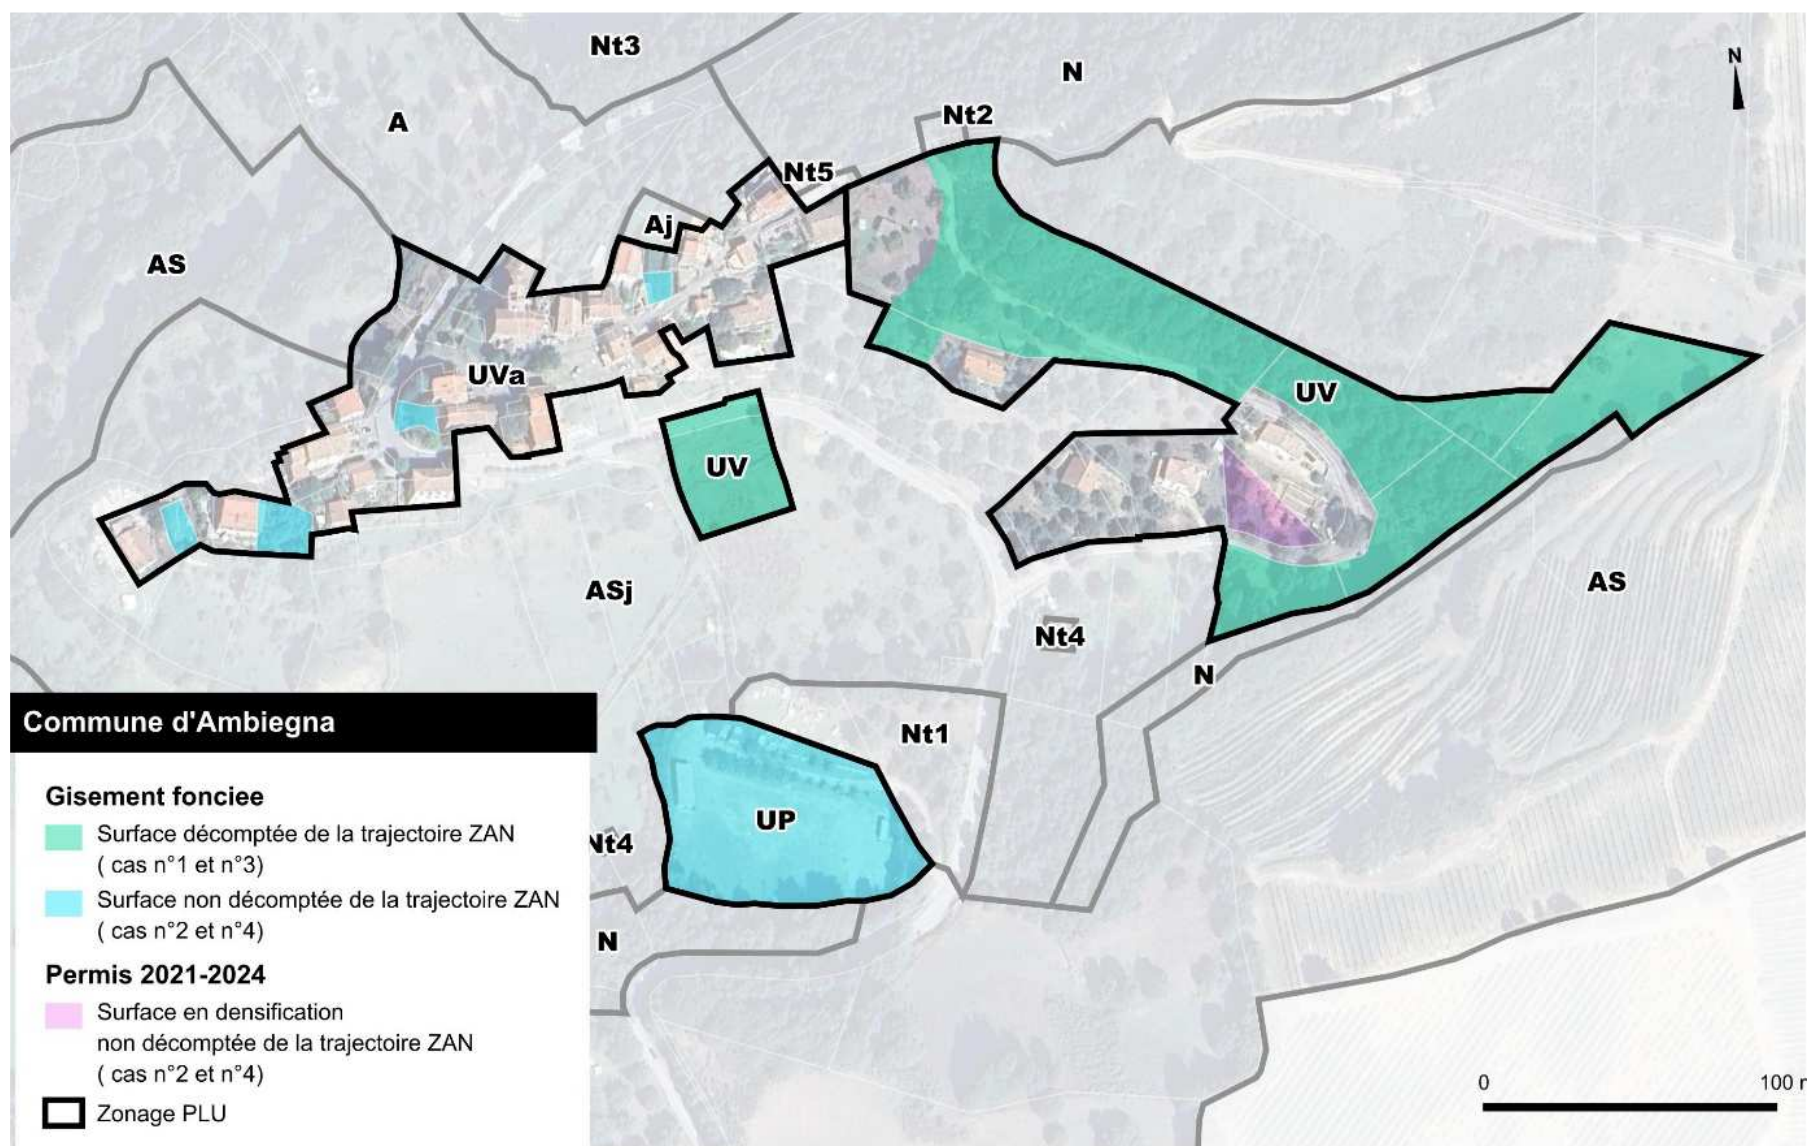 Nt3
N
N
Nt2
A
Nt5
Aj
AS
UVa
UV
UV
ASj
AS
Nt4
N
Nt1
UP
Nt4
N
Commune d'Ambiegna
Gisement fonciee
Surface décomptée de la trajectoire ZAN
( cas n°1 et n°3)
Surface non décomptée de la trajectoire ZAN
( cas n°2 et n°4)
Permis 2021-2024
Surface en densification
non décomptée de la trajectoire ZAN
( cas n°2 et n°4)
Zonage PLU
0 100 m